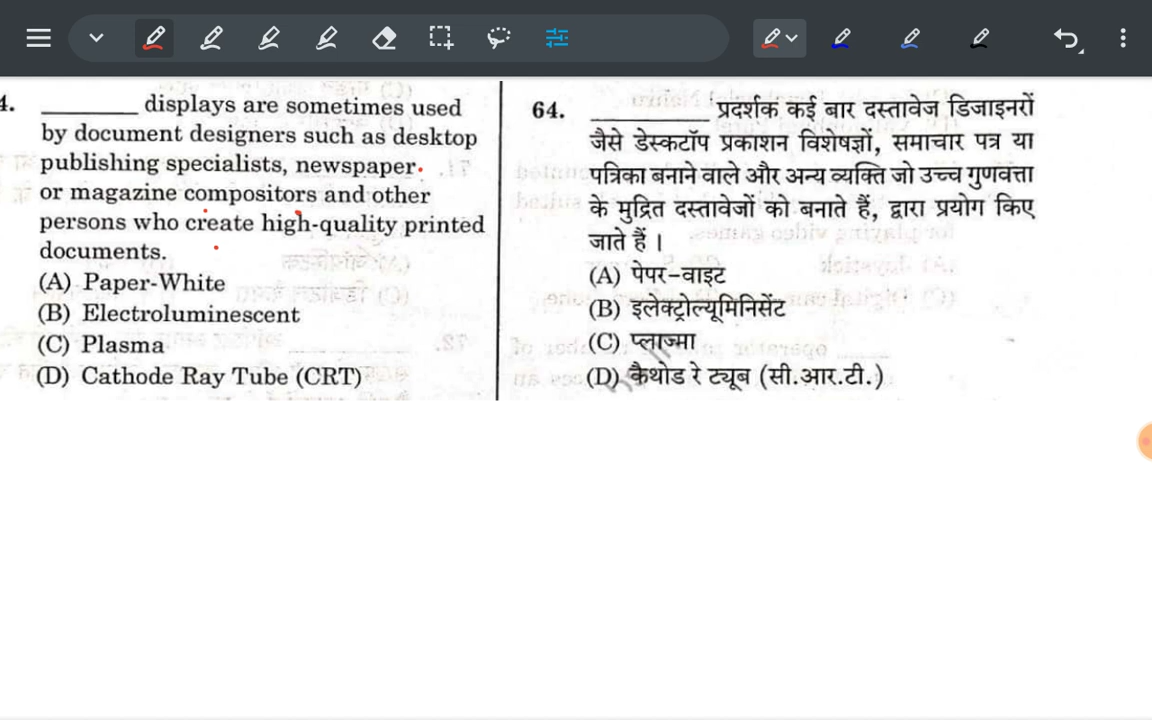 4. ________ displays are sometimes used
by document designers such as desktop
publishing specialists, newspaper
or magazine compositors and other
persons who create high-quality printed
documents.
(A) Paper-White
(B) Electroluminescent
(C) Plasma
(D) Cathode Ray Tube (CRT)
64. ________ प्रदर्शक कई बार दस्तावेज डिजाइनरों
जैसे डेस्कटॉप प्रकाशन विशेषज्ञों, समाचार पत्र या
पत्रिका बनाने वाले और अन्य व्यक्ति जो उच्च गुणवत्ता
के मुद्रित दस्तावेजों को बनाते हैं, द्वारा प्रयोग किए
जाते हैं ।
(A) पेपर-वाइट
(B) इलेक्ट्रोल्यूमिनिसेंट
(C) प्लाज्मा
(D) कैथोड रे ट्यूब (सी.आर.टी.)